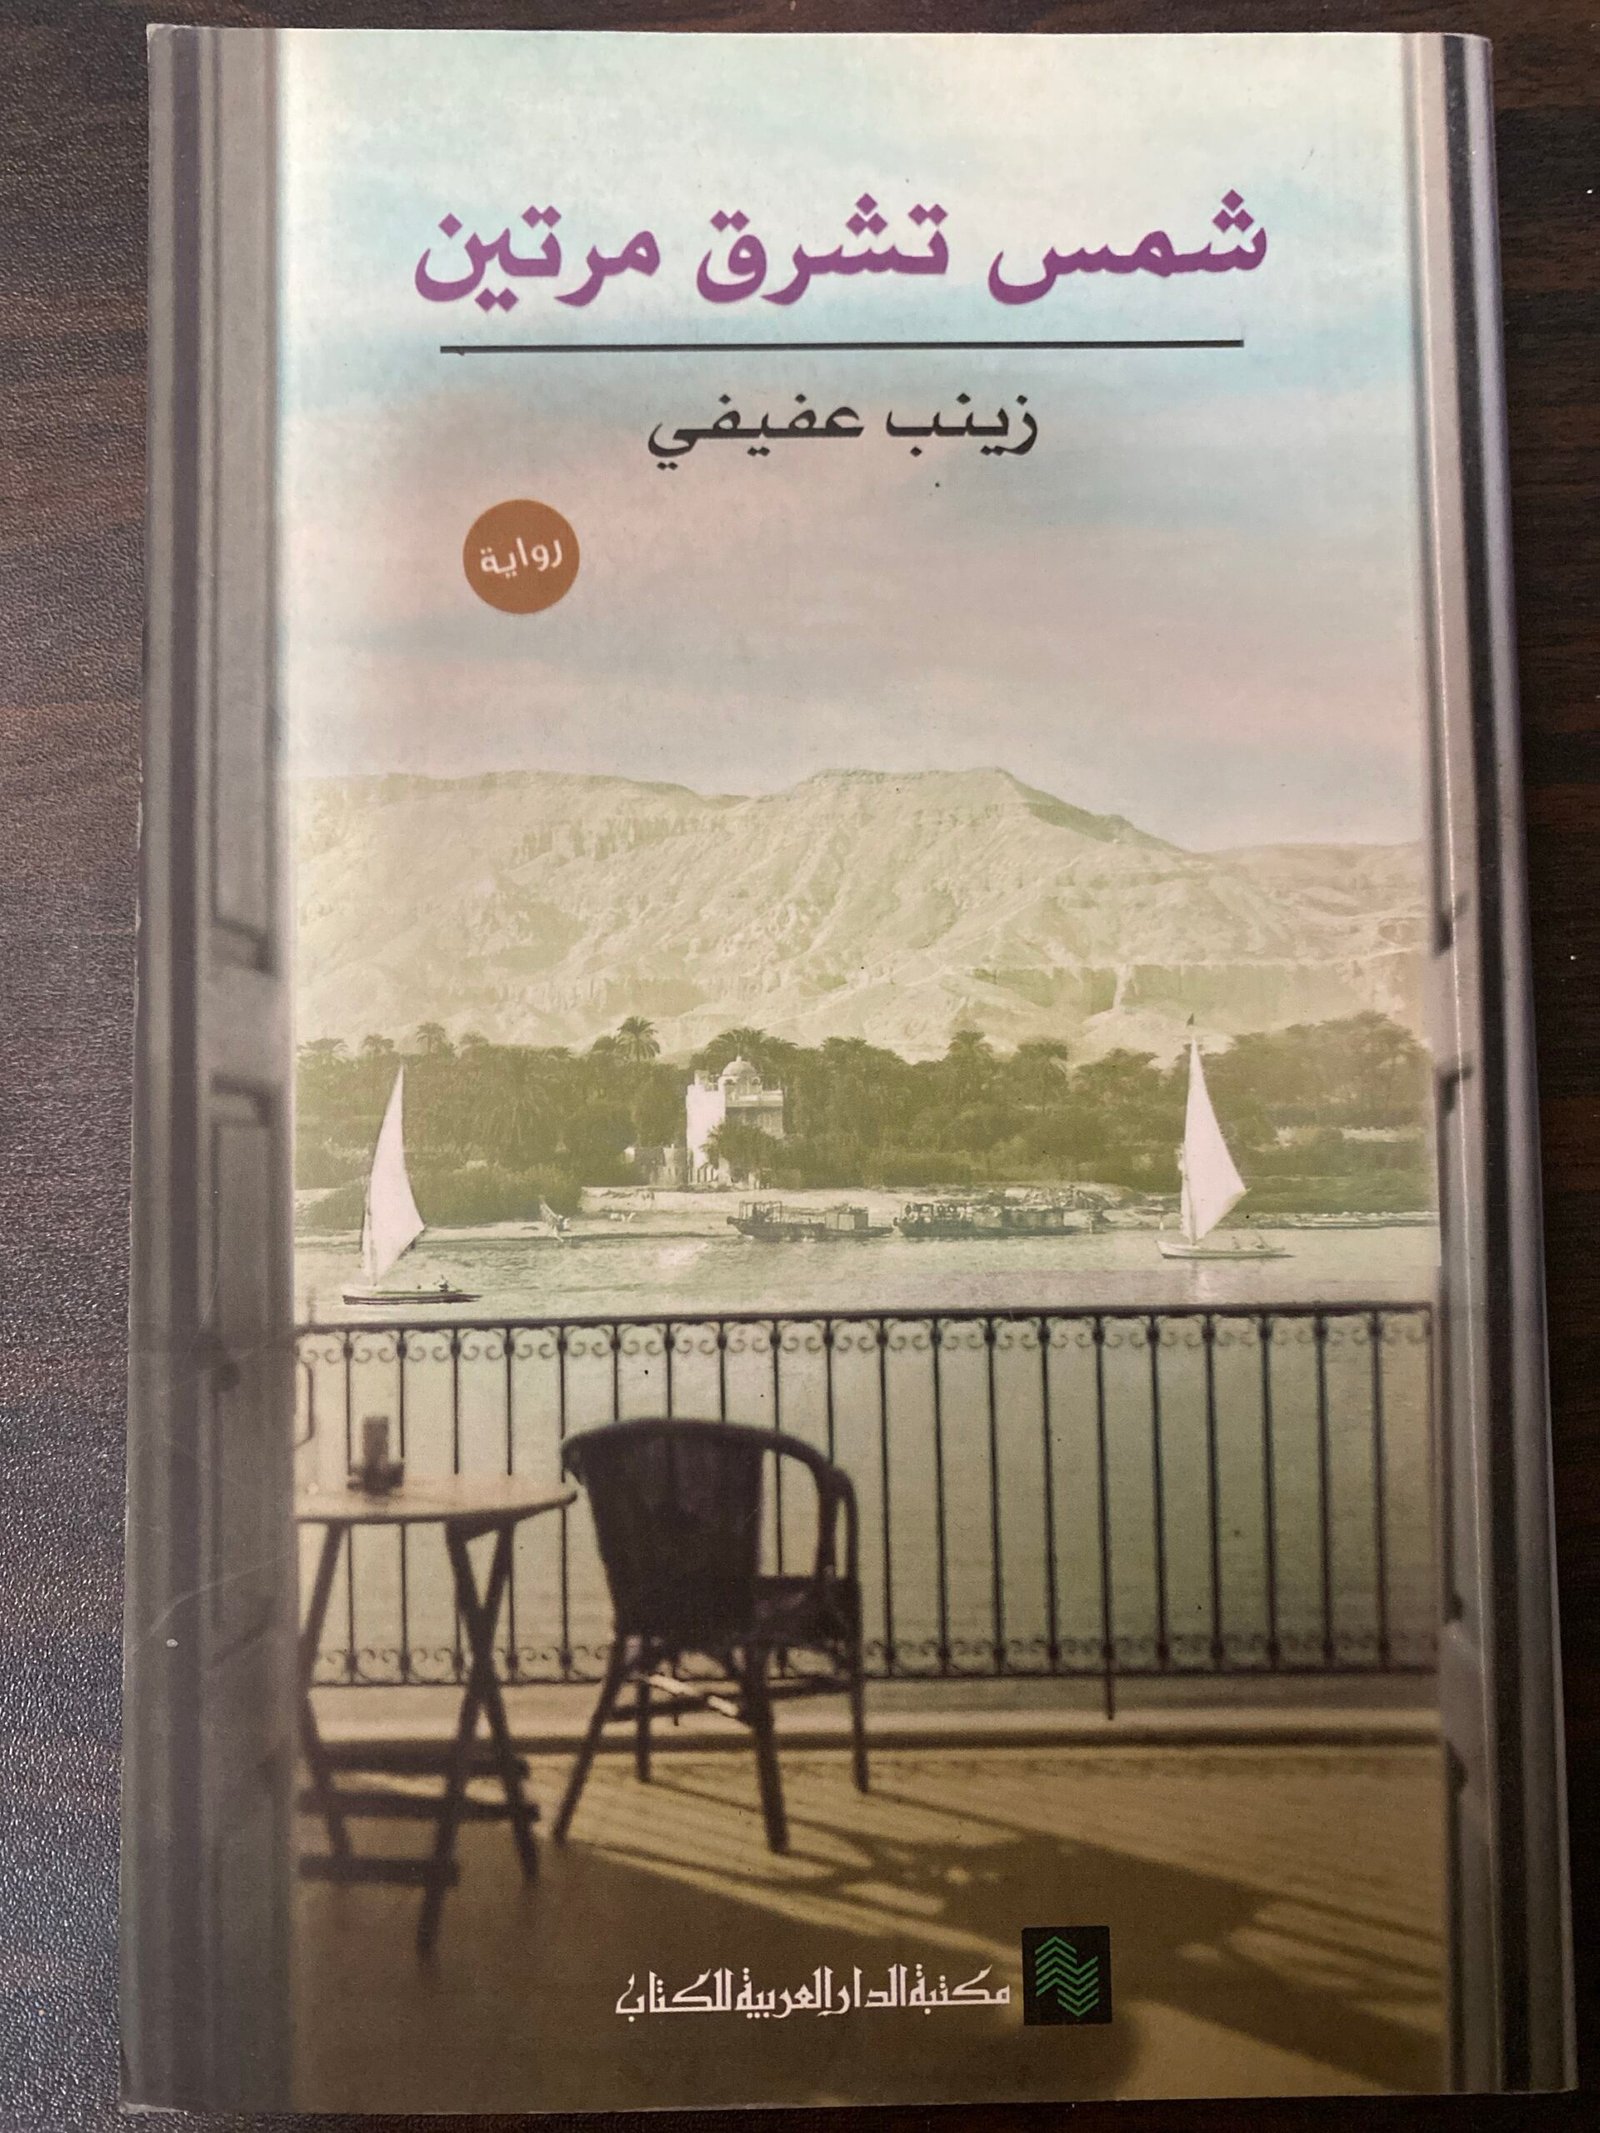 شمس تشرق مرتين
زينب عفيفي
رواية
مكتبة الدار العربية للكتاب